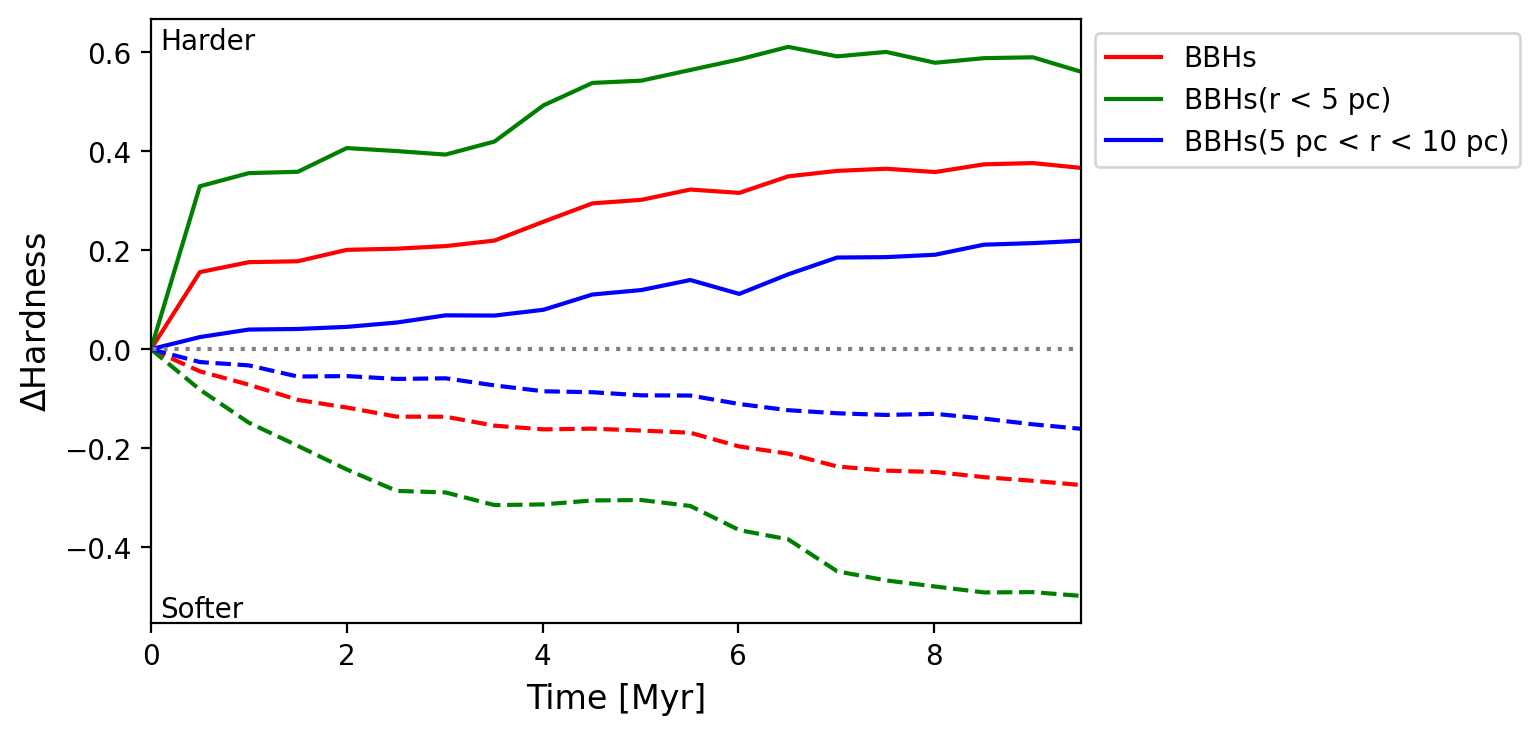 Harder
Softer
0.6
0.4
0.2
0.0
−0.2
−0.4
ΔHardness
0
2
4
6
8
Time [Myr]
BBHs
BBHs(r < 5 pc)
BBHs(5 pc < r < 10 pc)